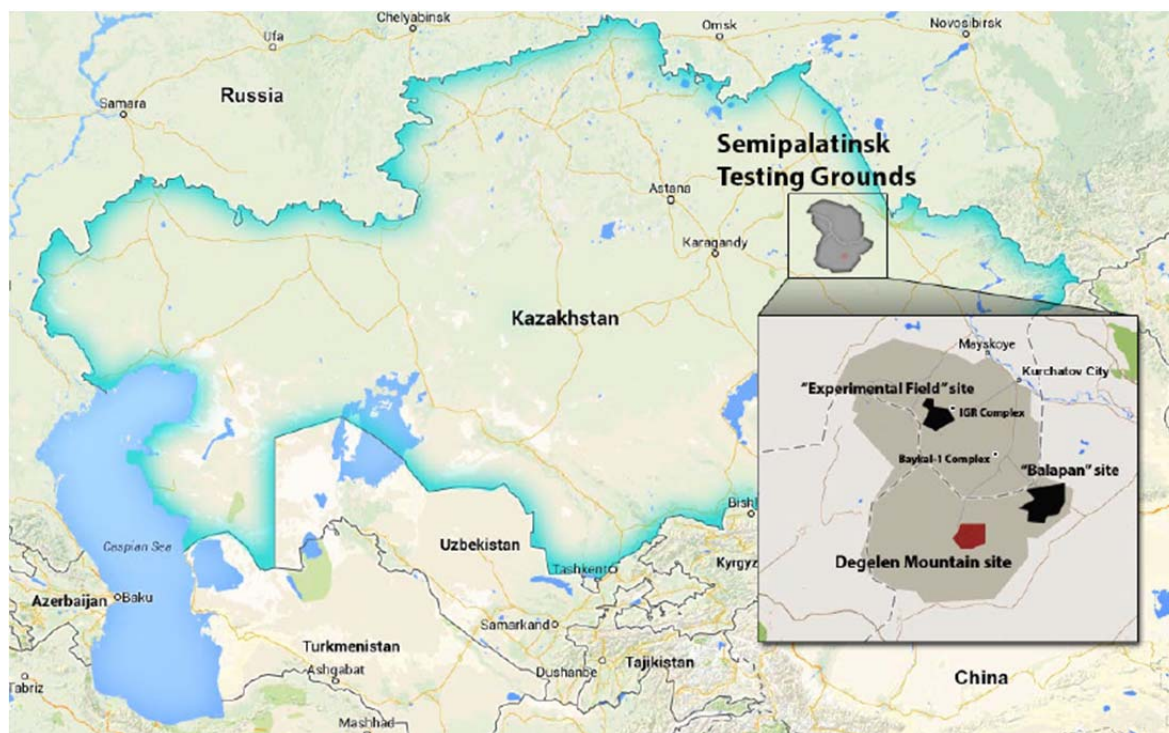 Chelyabinsk
Omsk
Novosibirsk
Ufa
Russia
Samara
Semipalatinsk
Testing Grounds
Astana
Karagandy
Kazakhstan
Mayskoye
Kurchatov City
"Experimental Field" site
IGR Complex
Baykal-1 Complex
"Balapan" site
Degelen Mountain site
Bishl
Caspian Sea
Uzbekistan
Tashkent
Kyrgyz
Azerbaijan
Baku
Samarkand
Turkmenistan
Ashgabat
Dushanbe
Tajikistan
China
Tabriz
Mashhad